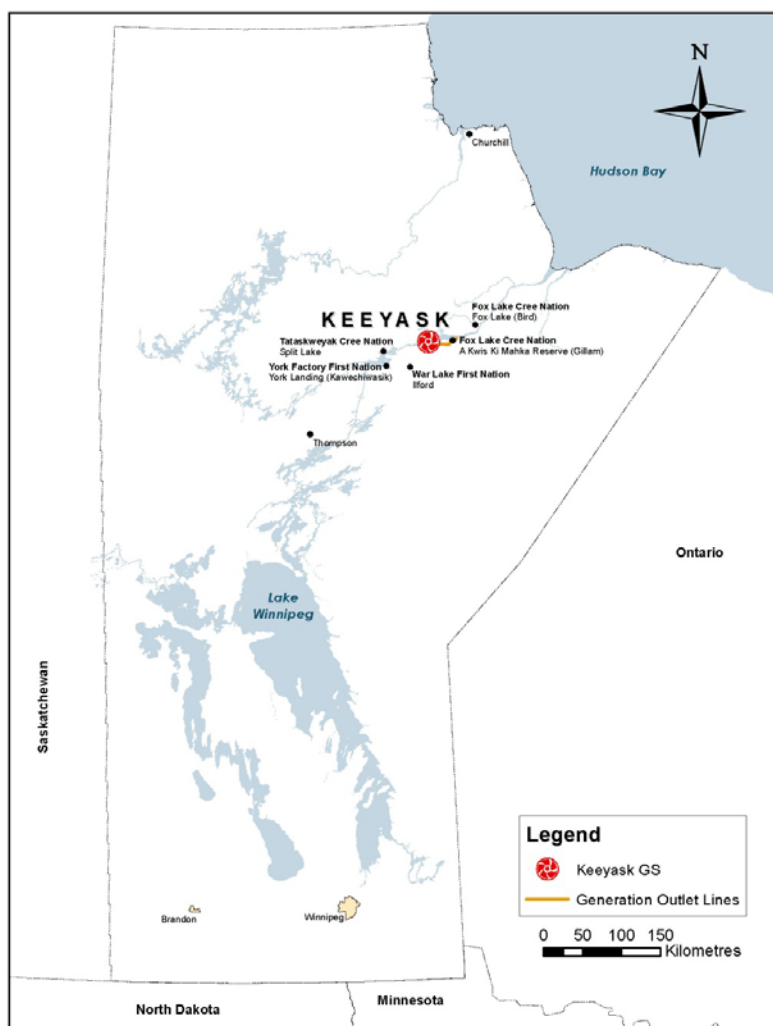 N
Churchill
Hudson Bay
KEEYASK
Fox Lake Cree Nation
Fox Lake (Bird)
Tataskweyak Cree Nation
Split Lake
Fox Lake Cree Nation
A Kwis Ki Mahka Reserve (Gillam)
York Factory First Nation
York Landing (Kawechiwasik)
War Lake First Nation
Ilford
Thompson
Ontario
Lake
Winnipeg
Saskatchewan
Legend
Keeyask GS
Generation Outlet Lines
Brandon
Winnipeg
0 50 100 150
Kilometres
North Dakota
Minnesota